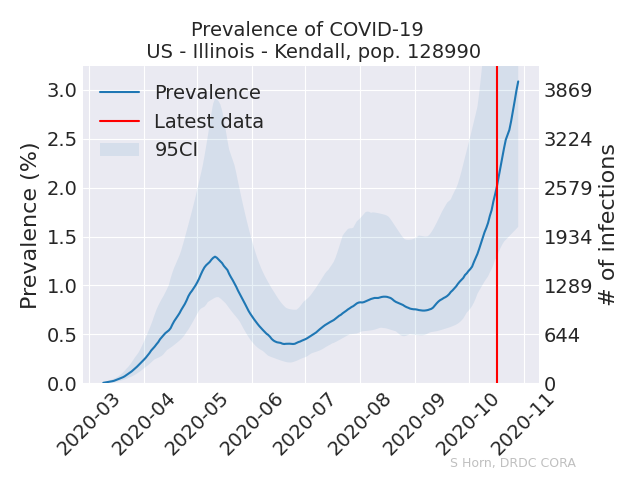 Prevalence of COVID-19
US - Illinois - Kendall, pop. 128990
Prevalence
Latest data
95CI
Prevalence (%)
3.0
2.5
2.0
1.5
1.0
0.5
0.0
3869
3224
2579
1934
1289
644
0
# of infections
2020-03
2020-04
2020-05
2020-06
2020-07
2020-08
2020-09
2020-10
2020-11
S Horn, DRDC CORA